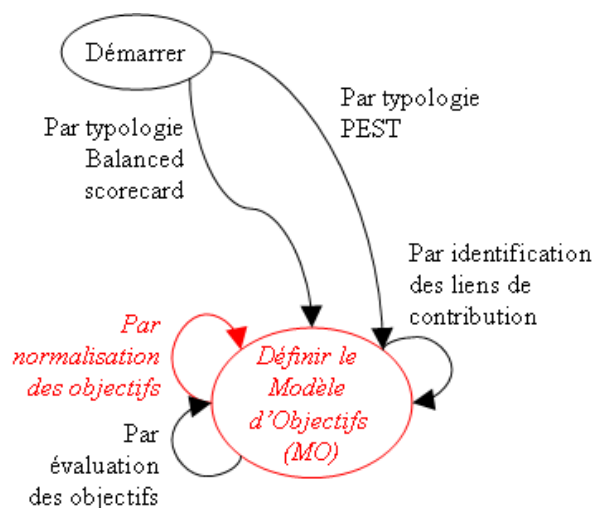 Démarrer
Par typologie
PEST
Par typologie
Balanced
scorecard
Par identification
des liens de
contribution
Par
normalisation
des objectifs
Définir le
Modèle
d'Objectifs
(MO)
Par
évaluation
des objectifs